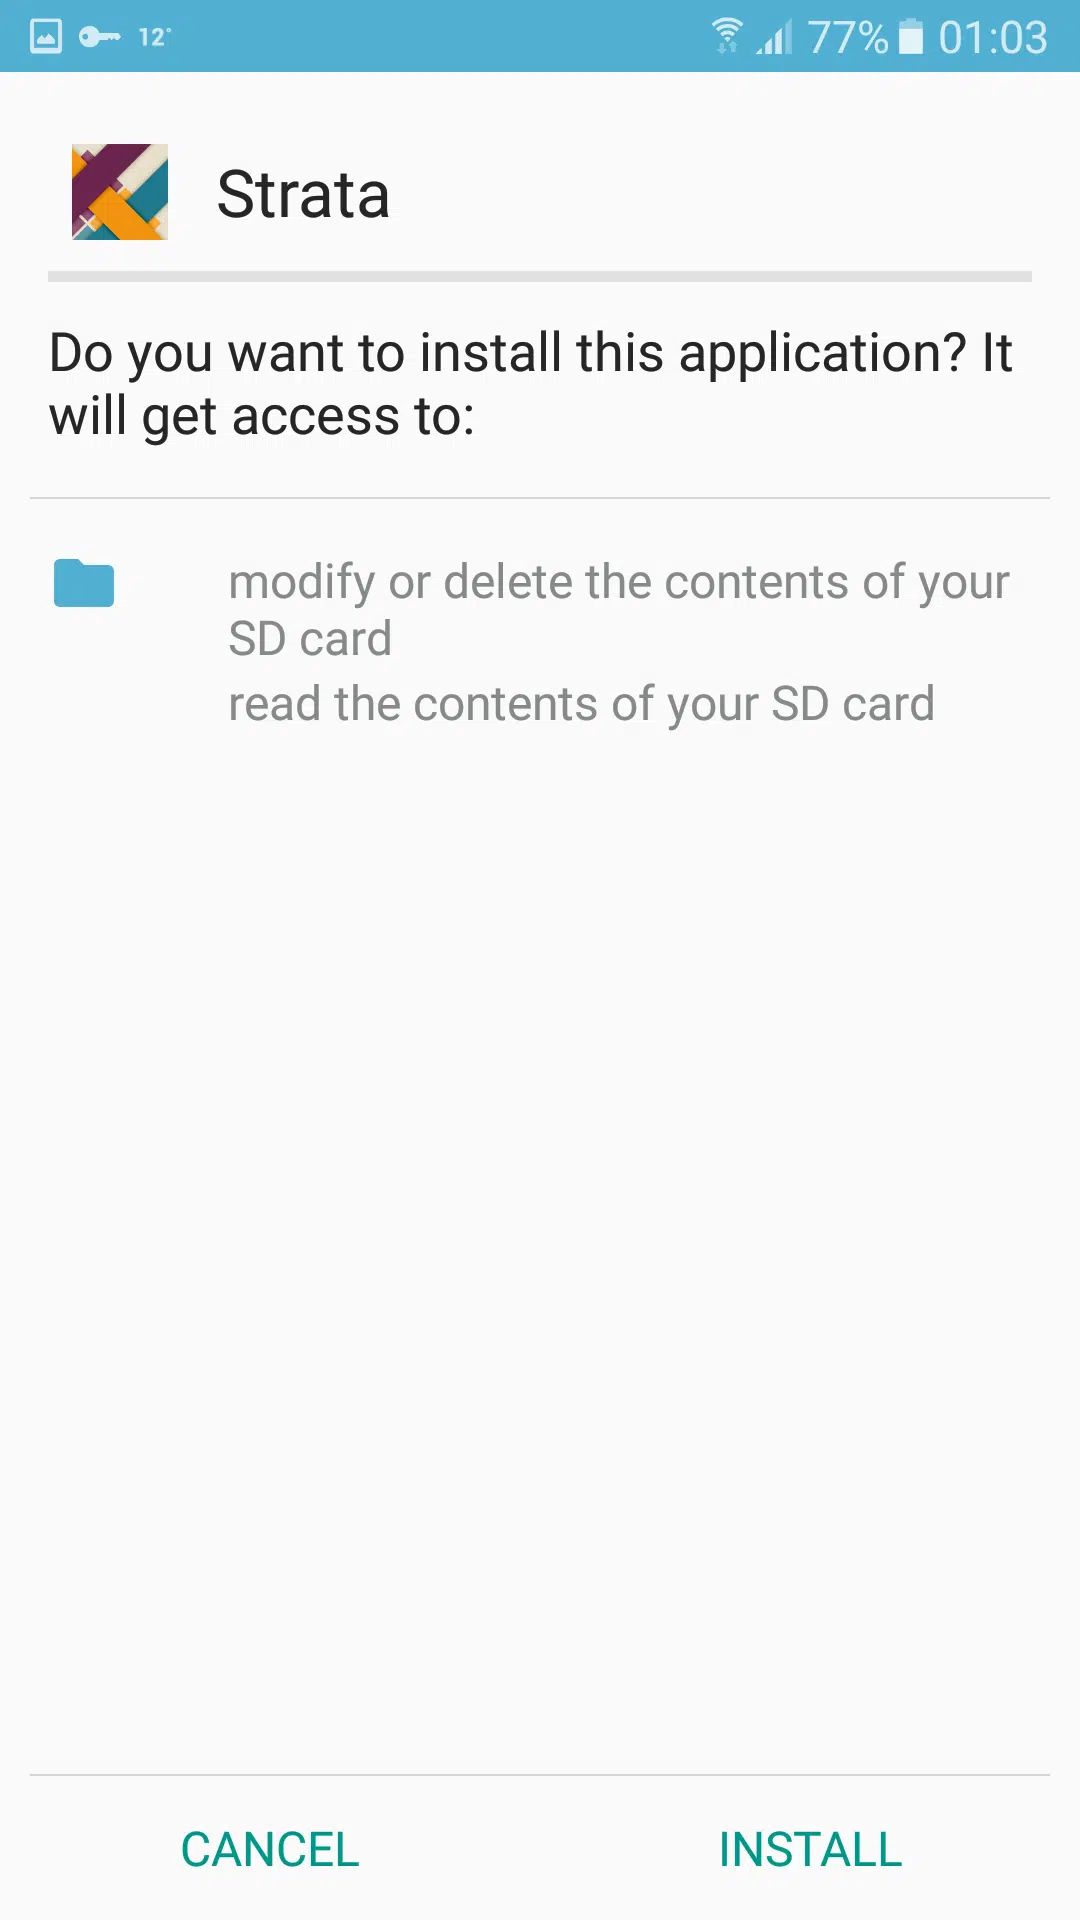 12° 77% 01:03
Strata
Do you want to install this application? It
will get access to:
modify or delete the contents of your
SD card
read the contents of your SD card
CANCEL INSTALL